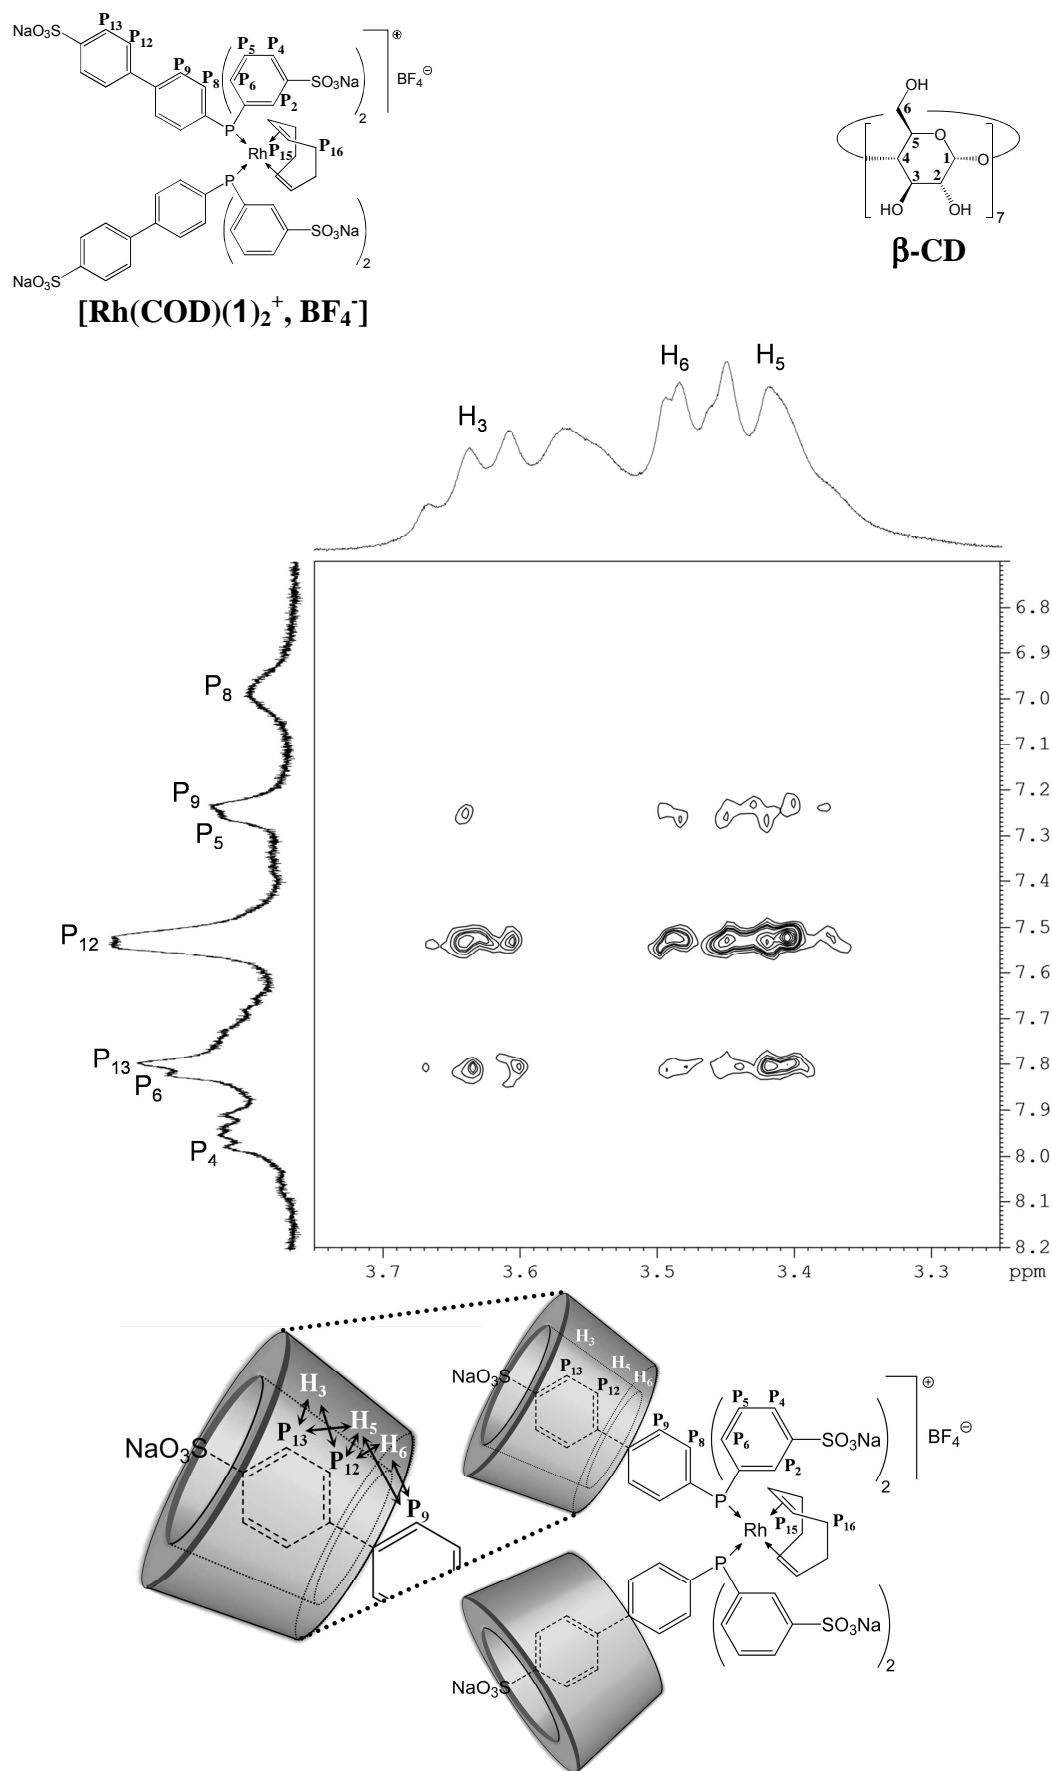 P13
NaO3S
P12
P5 P4
P9
P8
P6
SO3Na
P2
2
⊕
BF4⊖
P
Rh
P15
P16
P
SO3Na
2
NaO3S
[Rh(COD)(1)2+, BF4-]
OH
6
5
O
4
1
O
3
2
HO
OH
7
β-CD
H3
H6
H5
P8
P9
P5
P12
P13
P6
P4
6.8
6.9
7.0
7.1
7.2
7.3
7.4
7.5
7.6
7.7
7.8
7.9
8.0
8.1
8.2
3.7 3.6 3.5 3.4 3.3 ppm
H3
H5
H6
P13
P12
P9
NaO3S
H3
H5
H6
P13
P12
NaO3S
P9
P8
P5 P4
P6
SO3Na
P2
2
⊕
BF4⊖
P
Rh
P15
P16
P
SO3Na
2
NaO3S